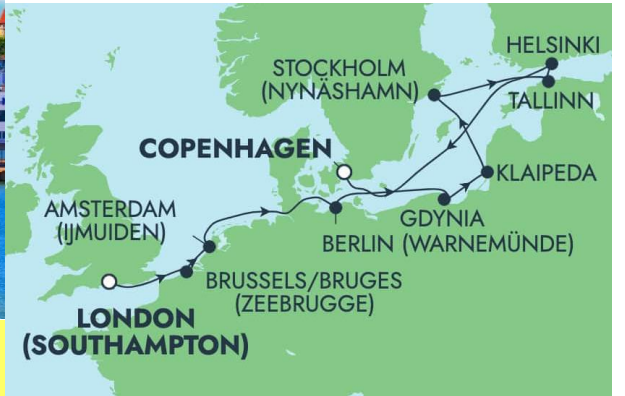 HELSINKI
STOCKHOLM
(NYNÄSHAMN)
TALLINN
COPENHAGEN
KLAIPEDA
AMSTERDAM
(IJMUIDEN)
GDYNIA
BERLIN (WARNEMÜNDE)
BRUSSELS/BRUGES
(ZEEBRUGGE)
LONDON
(SOUTHAMPTON)